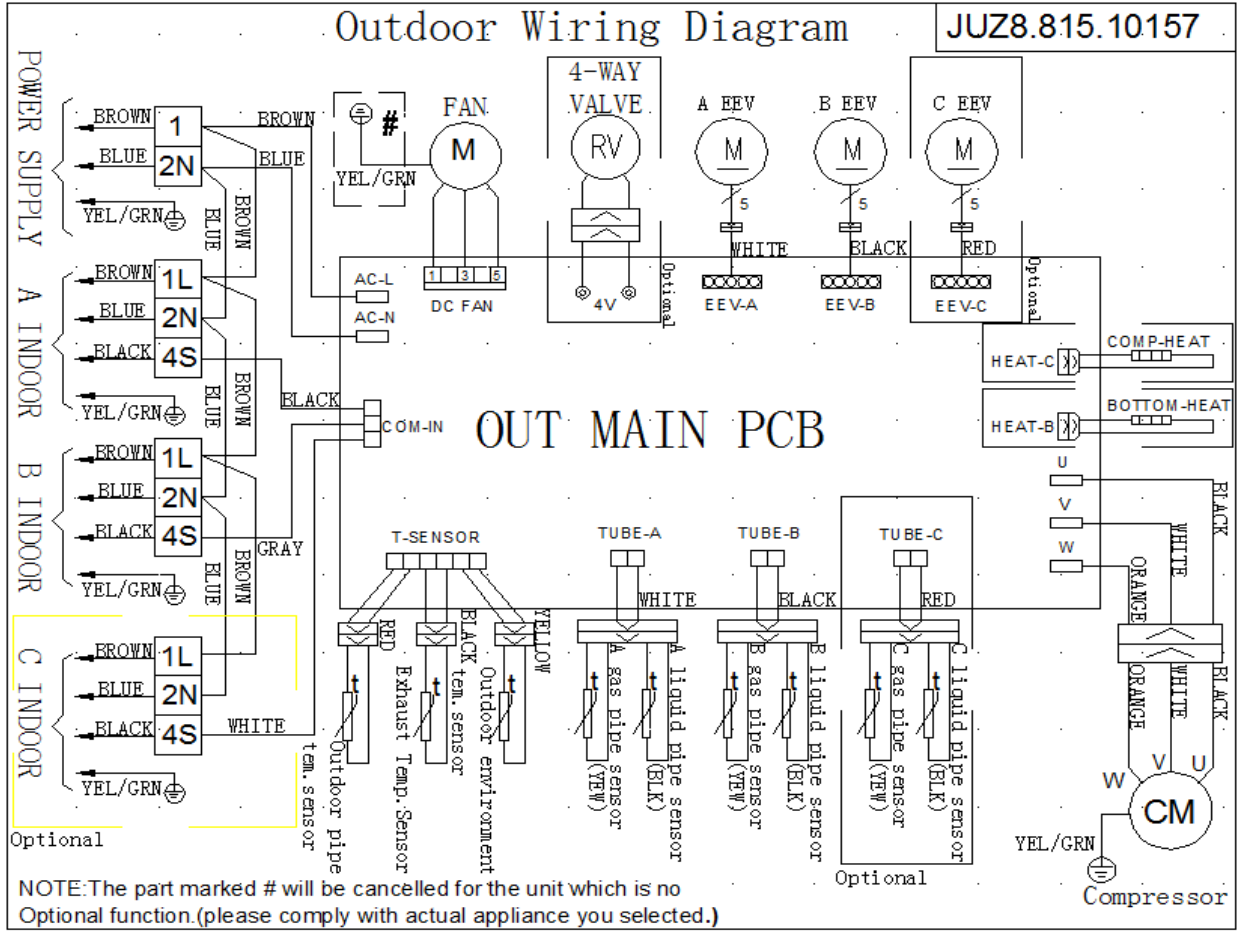 Outdoor Wiring Diagram
JUZ8.815.10157
POWER SUPPLY
BROWN
1
BROWN
BLUE
2N
BLUE
YEL/GRN
BLUE
BROWN
#
YEL/GRN
FAN
M
1 3 5
DC FAN
4-WAY
VALVE
RV
4V
Optional
A EEV
M
5
WHITE
EEV-A
B EEV
M
5
BLACK
EEV-B
C EEV
M
5
RED
EEV-C
Optional
AC-L
AC-N
A INDOOR
BROWN
1L
BLUE
2N
BLACK
4S
YEL/GRN
BLUE
BROWN
BLACK
COM-IN
OUT MAIN PCB
HEAT-C
COMP-HEAT
HEAT-B
BOTTOM-HEAT
B INDOOR
BROWN
1L
BLUE
2N
BLACK
4S
GRAY
YEL/GRN
BLUE
BROWN
U
V
W
BLACK
WHITE
ORANGE
T-SENSOR
TUBE-A
TUBE-B
TUBE-C
WHITE
BLACK
RED
C INDOOR
BROWN
1L
BLUE
2N
BLACK
4S
WHITE
YEL/GRN
Optional
RED
t
Outdoor pipe
tem.sensor
BLACK
t
Exhaust Temp.Sensor
YELLOW
t
Outdoor environment
tem.sensor
t
A gas pipe sensor
(YEW)
t
A liquid pipe sensor
(BLK)
t
B gas pipe sensor
(YEW)
t
B liquid pipe sensor
(BLK)
t
C gas pipe sensor
(YEW)
t
C liquid pipe sensor
(BLK)
Optional
ORANGE
WHITE
BLACK
W
V
U
CM
YEL/GRN
Compressor
NOTE:The part marked # will be cancelled for the unit which is no
Optional function.(please comply with actual appliance you selected.)